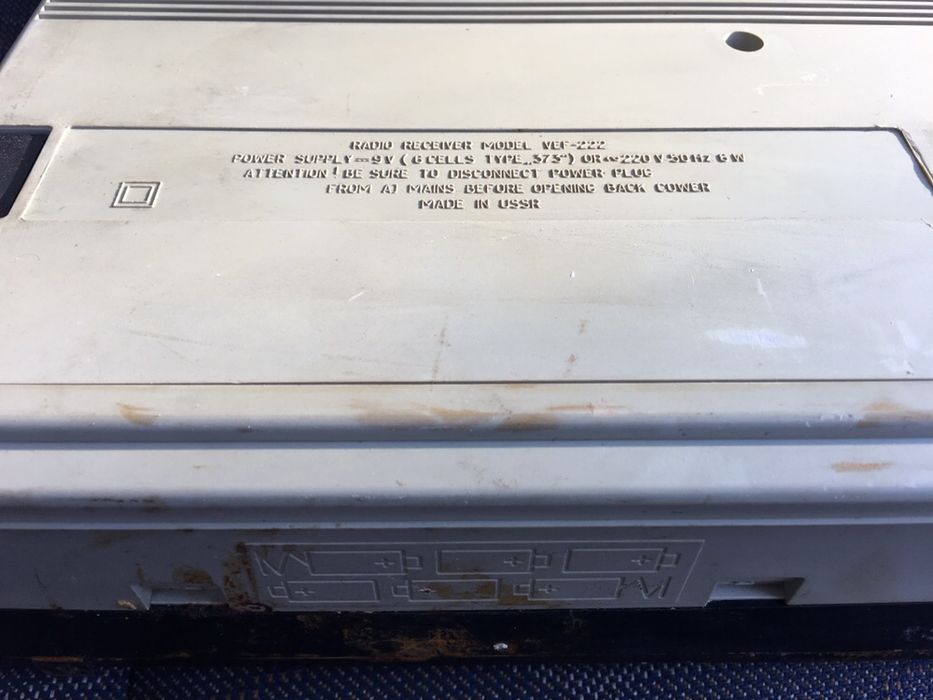 RADIO RECEIVER MODEL VEF-222
POWER SUPPLY ⎓ 9V (6 CELLS TYPE „373") OR ~ 220 V 50 Hz 6 W
ATTENTION! BE SURE TO DISCONNECT POWER PLUG
FROM AJ MAINS BEFORE OPENING BACK COWER
MADE IN USSR
+ + +
+ + +